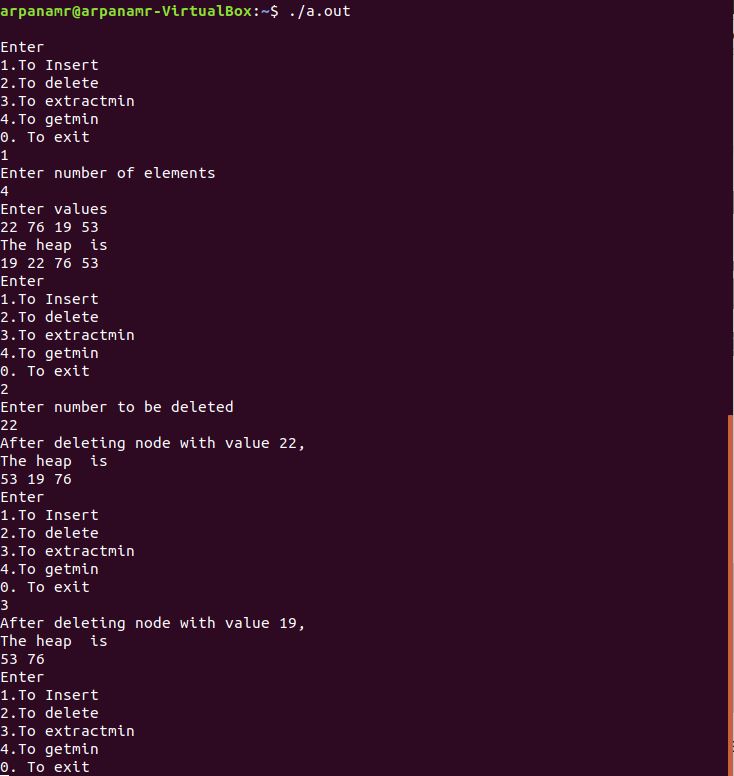 arpanamr@arpanamr-VirtualBox:~$ ./a.out
Enter
1.To Insert
2.To delete
3.To extractmin
4.To getmin
0. To exit
1
Enter number of elements
4
Enter values
22 76 19 53
The heap  is
19 22 76 53
Enter
1.To Insert
2.To delete
3.To extractmin
4.To getmin
0. To exit
2
Enter number to be deleted
22
After deleting node with value 22,
The heap  is
53 19 76
Enter
1.To Insert
2.To delete
3.To extractmin
4.To getmin
0. To exit
3
After deleting node with value 19,
The heap  is
53 76
Enter
1.To Insert
2.To delete
3.To extractmin
4.To getmin
0. To exit